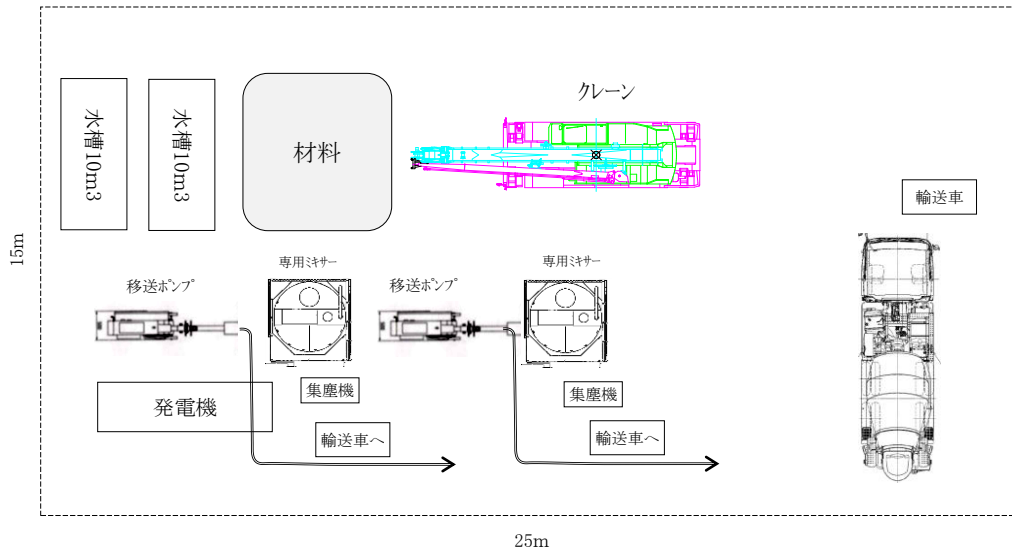 クレーン
水槽10m3
水槽10m3
材料
輸送車
15m
専用ﾐｷｻｰ
専用ﾐｷｻｰ
移送ﾎﾟﾝﾌﾟ
移送ﾎﾟﾝﾌﾟ
集塵機
集塵機
発電機
輸送車へ
輸送車へ
25m